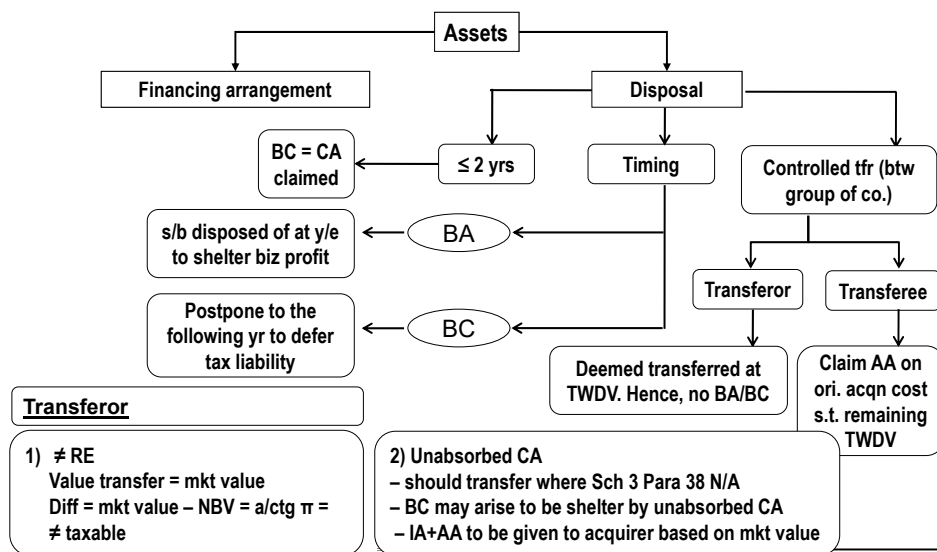 Assets
Financing arrangement
Disposal
BC = CA
claimed
≤ 2 yrs
Timing
Controlled tfr (btw
group of co.)
s/b disposed of at y/e
to shelter biz profit
BA
Transferor
Transferee
Postpone to the
following yr to defer
tax liability
BC
Deemed transferred at
TWDV. Hence, no BA/BC
Claim AA on
ori. acqn cost
s.t. remaining
TWDV
Transferor
1) ≠ RE
Value transfer = mkt value
Diff = mkt value – NBV = a/ctg π =
≠ taxable
2) Unabsorbed CA
– should transfer where Sch 3 Para 38 N/A
– BC may arise to be shelter by unabsorbed CA
– IA+AA to be given to acquirer based on mkt value